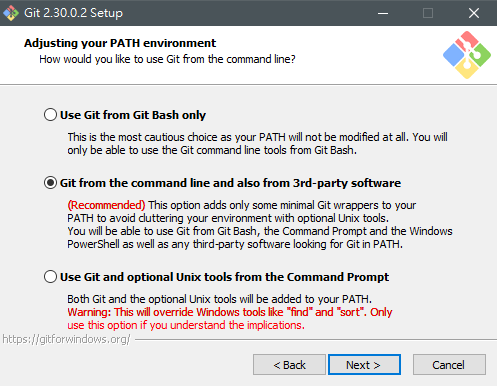 Git 2.30.0.2 Setup
Adjusting your PATH environment
How would you like to use Git from the command line?
Use Git from Git Bash only
This is the most cautious choice as your PATH will not be modified at all. You will
only be able to use the Git command line tools from Git Bash.
Git from the command line and also from 3rd-party software
(Recommended) This option adds only some minimal Git wrappers to your
PATH to avoid cluttering your environment with optional Unix tools.
You will be able to use Git from Git Bash, the Command Prompt and the Windows
PowerShell as well as any third-party software looking for Git in PATH.
Use Git and optional Unix tools from the Command Prompt
Both Git and the optional Unix tools will be added to your PATH.
Warning: This will override Windows tools like "find" and "sort". Only
use this option if you understand the implications.
https://gitforwindows.org/
< Back
Next >
Cancel